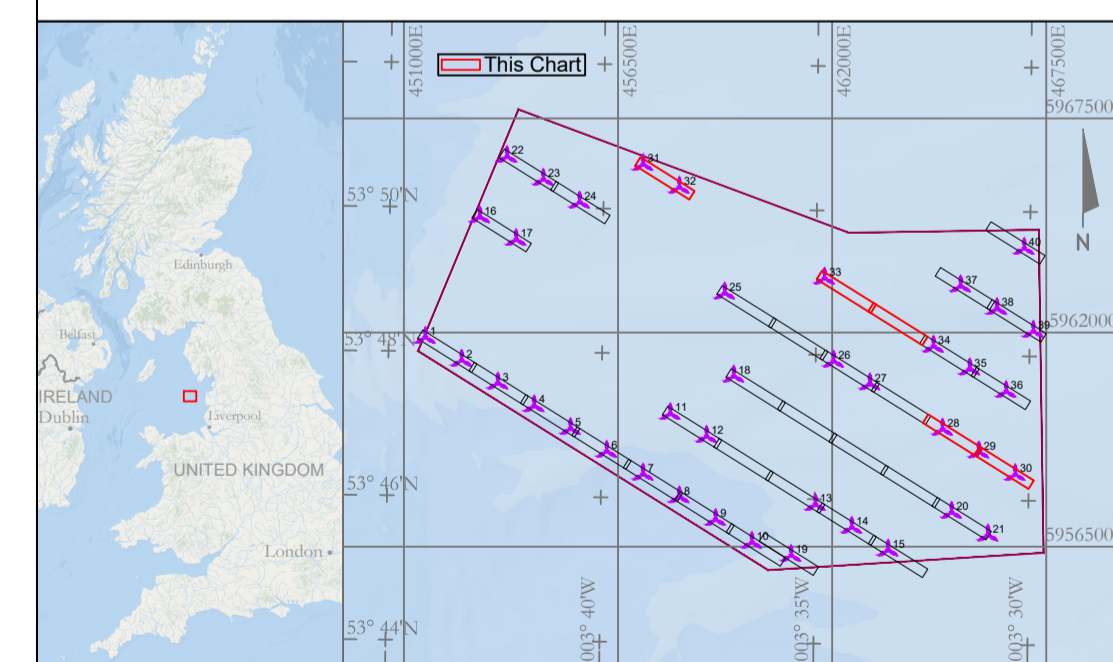 451000E
456500E
462000E
467500E
This Chart
5967500
N
53° 50'N
22
23
24
31
32
16
17
40
37
38
39
33
34
35
36
25
26
27
28
29
30
5962000
53° 48'N
1
2
3
4
5
6
7
8
9
10
19
18
20
21
11
12
13
14
15
53° 46'N
5956500
53° 44'N
003° 40'W
003° 35'W
003° 30'W
Edinburgh
Belfast
IRELAND
Dublin
Liverpool
UNITED KINGDOM
London